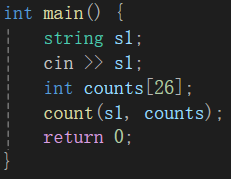 int main() {
    string s1;
    cin >> s1;
    int counts[26];
    count(s1, counts);
    return 0;
}